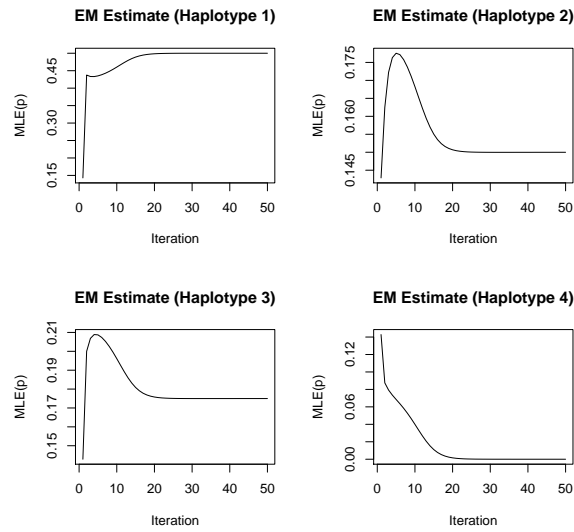 EM Estimate (Haplotype 1)
MLE(p)
0.45
0.30
0.15
0 10 20 30 40 50
Iteration
EM Estimate (Haplotype 2)
MLE(p)
0.175
0.160
0.145
0 10 20 30 40 50
Iteration
EM Estimate (Haplotype 3)
MLE(p)
0.21
0.19
0.17
0.15
0 10 20 30 40 50
Iteration
EM Estimate (Haplotype 4)
MLE(p)
0.12
0.06
0.00
0 10 20 30 40 50
Iteration